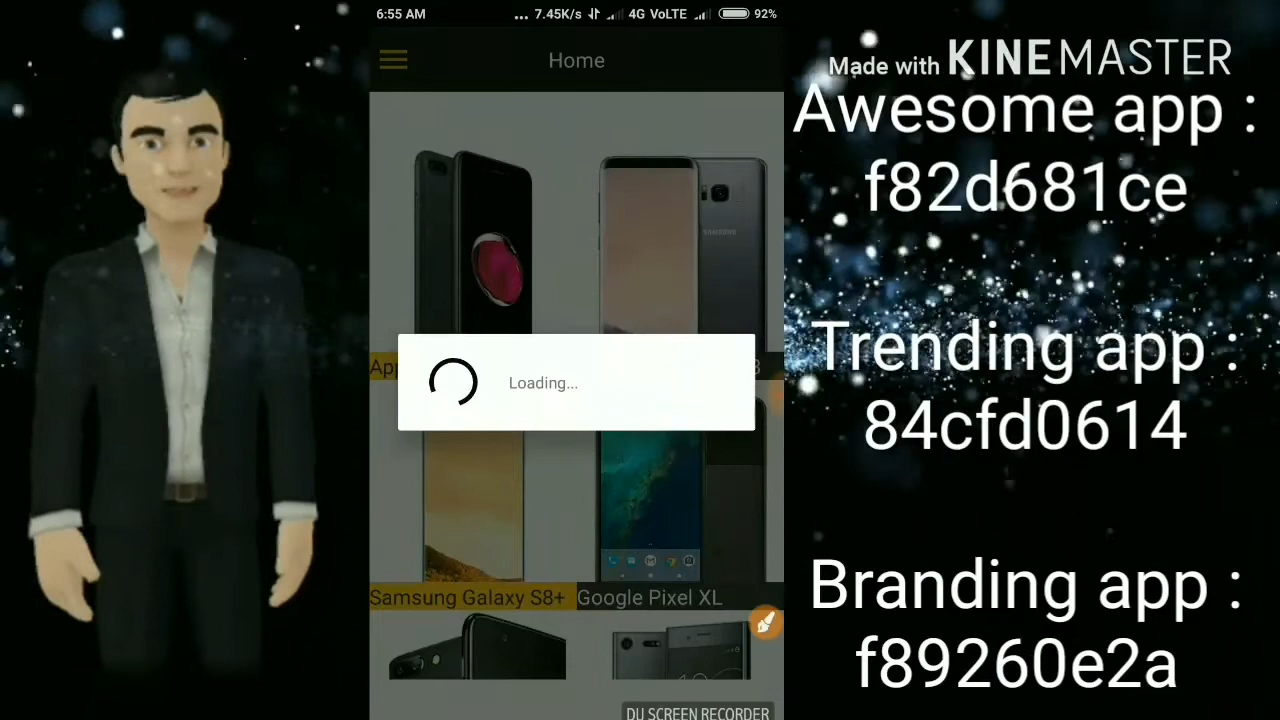 6:55 AM
... 7.45K/s 4G VoLTE 92%
Home
SAMSUNG
Loading...
Samsung Galaxy S8+
Google Pixel XL
DU SCREEN RECORDER
Made with KINEMASTER
Awesome app :
f82d681ce
Trending app :
84cfd0614
Branding app :
f89260e2a